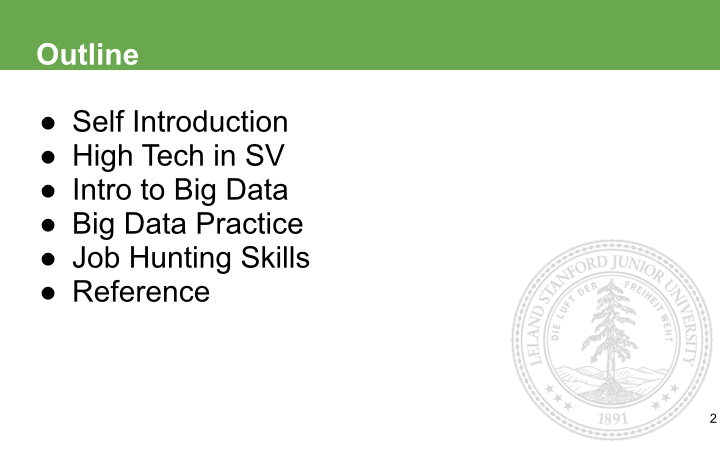 Outline
● Self Introduction
● High Tech in SV
● Intro to Big Data
● Big Data Practice
● Job Hunting Skills
● Reference
LELAND STANFORD JUNIOR UNIVERSITY
DIE LUFT DER FREIHEIT WEHT
1891
2